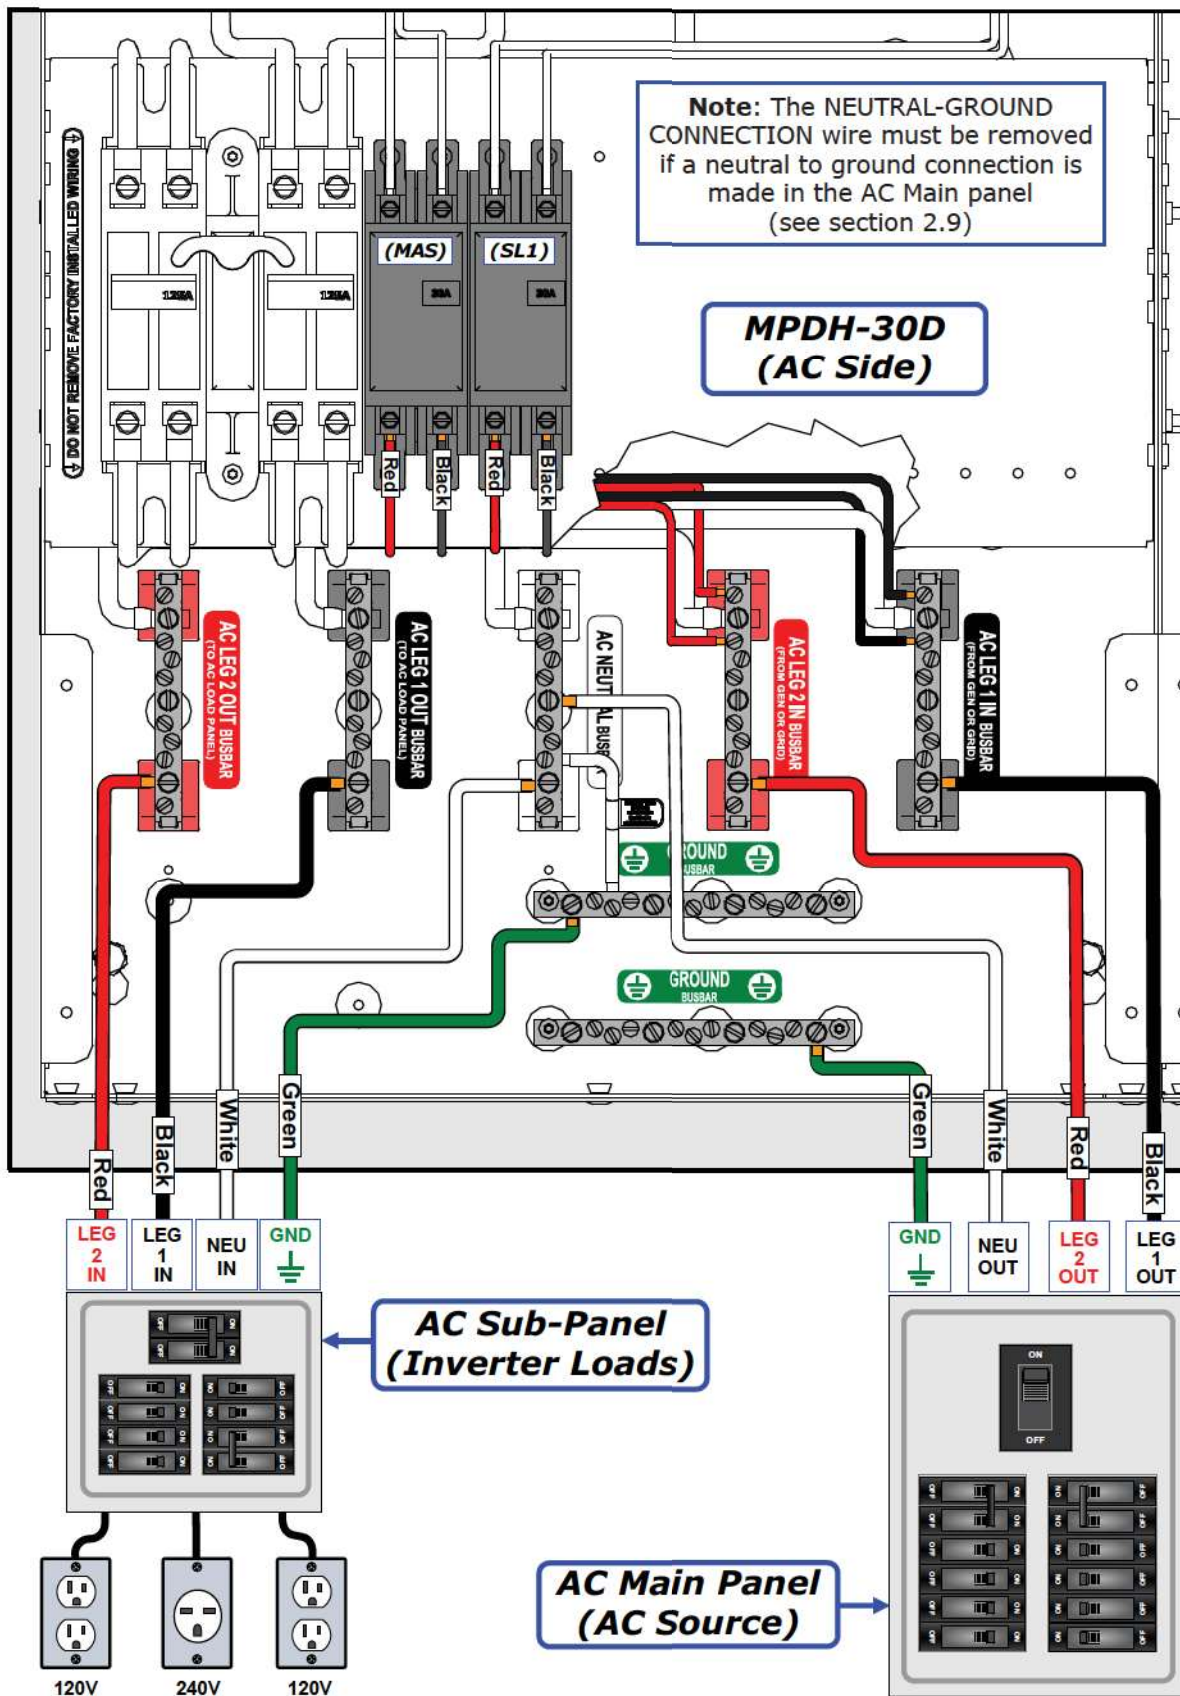 Note: The NEUTRAL-GROUND
CONNECTION wire must be removed
if a neutral to ground connection is
made in the AC Main panel
(see section 2.9)
DO NOT REMOVE FACTORY INSTALLED WIRING
(MAS)
(SL1)
125A
125A
30A
30A
MPDH-30D
(AC Side)
Red
Black
Red
Black
AC LEG 2 OUT BUSBAR
(TO AC LOAD PANEL)
AC LEG 1 OUT BUSBAR
(TO AC LOAD PANEL)
AC LEG 2 IN BUSBAR
(FROM GEN OR GRID)
AC LEG 1 IN BUSBAR
(FROM GEN OR GRID)
GROUND
BUSBAR
GROUND
BUSBAR
Red
Black
White
Green
Green
White
Red
Black
LEG
2
IN
LEG
1
IN
NEU
IN
GND
GND
NEU
OUT
LEG
2
OUT
LEG
1
OUT
AC Sub-Panel
(Inverter Loads)
ON
OFF
AC Main Panel
(AC Source)
120V
240V
120V